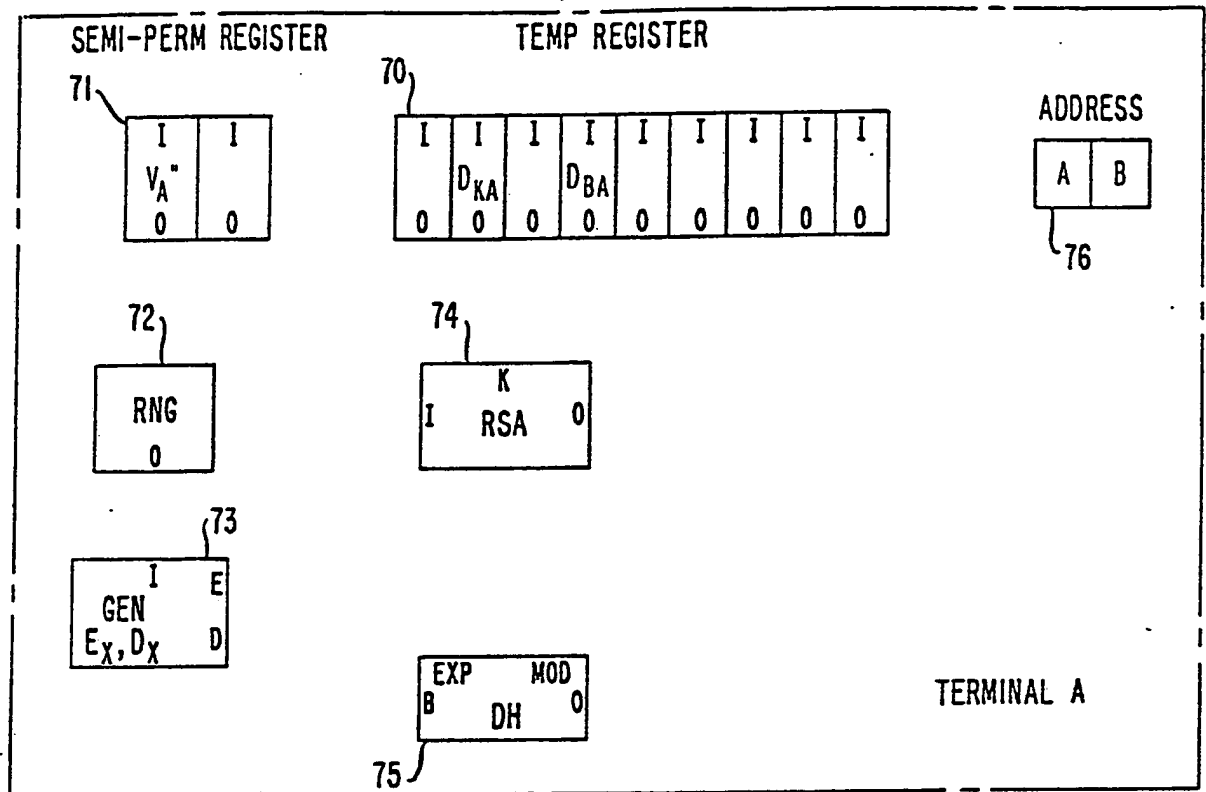 SEMI-PERM REGISTER
TEMP REGISTER
71
70
ADDRESS
I I
I I 1 I I I I I I
V_A"
D_KA D_BA
A B
0 0
0 0 0 0 0 0 0 0 0
76
72
74
RNG
0
K
I RSA 0
73
I E
GEN
E_X, D_X D
EXP MOD
B DH 0
75
TERMINAL A